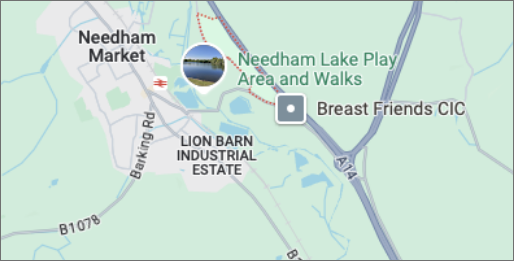 Needham
Market
Needham Lake Play
Area and Walks
Breast Friends CIC
Barking Rd
LION BARN
INDUSTRIAL
ESTATE
A14
B1078
B